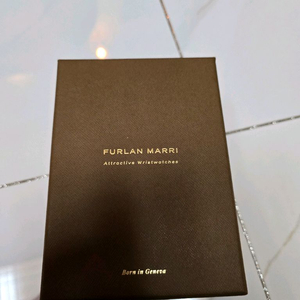 FURLAN MARRI
Attractive Wristwatches
Born in Geneva